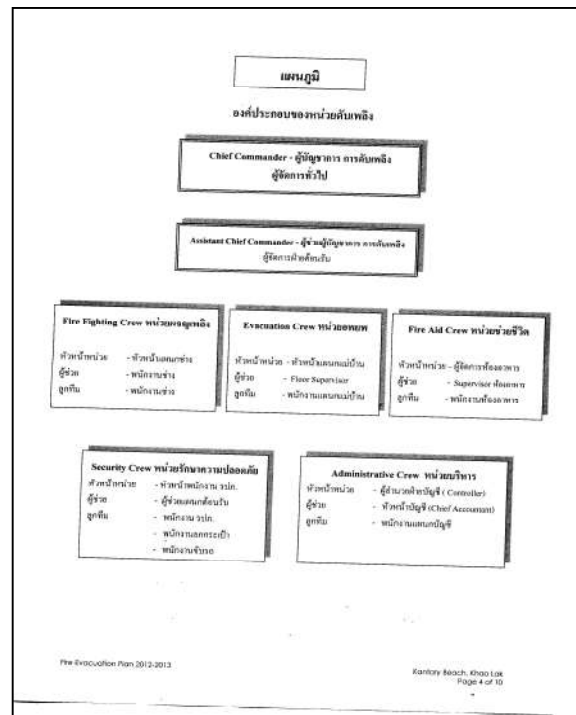 แผนภูมิ
องค์ประกอบของหน่วยดับเพลิง
Chief Commander - ผู้บัญชาการ การดับเพลิง
ผู้จัดการทั่วไป
Assistant Chief Commander - ผู้ช่วยผู้บัญชาการ การดับเพลิง
ผู้จัดการฝ่ายต้อนรับ
Fire Fighting Crew หน่วยผจญเพลิง
หัวหน้าหน่วย - หัวหน้าแผนกช่าง
ผู้ช่วย - พนักงานช่าง
ลูกทีม - พนักงานช่าง
Evacuation Crew หน่วยอพยพ
หัวหน้าหน่วย - หัวหน้าแผนกแม่บ้าน
ผู้ช่วย - Floor Supervisor
ลูกทีม - พนักงานแผนกแม่บ้าน
Fire Aid Crew หน่วยช่วยชีวิต
หัวหน้าหน่วย - ผู้จัดการห้องอาหาร
ผู้ช่วย - Supervisor ห้องอาหาร
ลูกทีม - พนักงานห้องอาหาร
Security Crew หน่วยรักษาความปลอดภัย
หัวหน้าหน่วย - หัวหน้าพนักงาน รปภ.
ผู้ช่วย - ผู้ช่วยแผนกต้อนรับ
ลูกทีม - พนักงาน รปภ.
- พนักงานยกกระเป๋า
- พนักงานขับรถ
Administrative Crew หน่วยบริหาร
หัวหน้าหน่วย - ผู้อำนวยฝ่ายบัญชี ( Controller)
ผู้ช่วย - หัวหน้าบัญชี (Chief Accountant)
ลูกทีม - พนักงานแผนกบัญชี
Fire Evacuation Plan 2012-2013
Kantary Beach, Khao Lak
Page 4 of 10